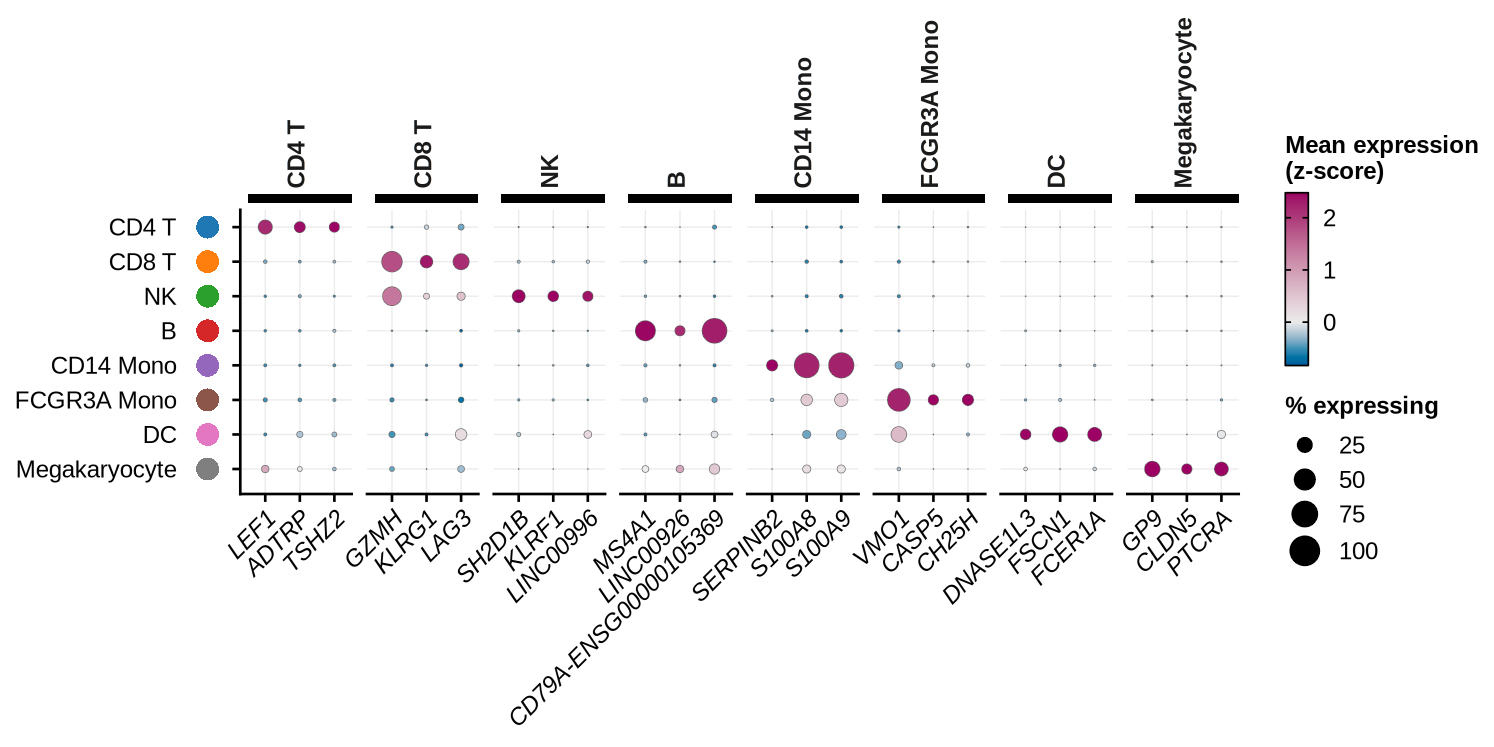 CD4 T
CD8 T
NK
B
CD14 Mono
FCGR3A Mono
DC
Megakaryocyte
Mean expression
(z-score)
2
1
0
% expressing
25
50
75
100
CD4 T
CD8 T
NK
B
CD14 Mono
FCGR3A Mono
DC
Megakaryocyte
LEF1
ADTRP
TSHZ2
GZMH
KLRG1
LAG3
SH2D1B
KLRF1
LINC00996
MS4A1
LINC00926
CD79A-ENSG00000105369
SERPINB2
S100A8
S100A9
VMO1
CASP5
CH25H
DNASE1L3
FSCN1
FCER1A
GP9
CLDN5
PTCRA